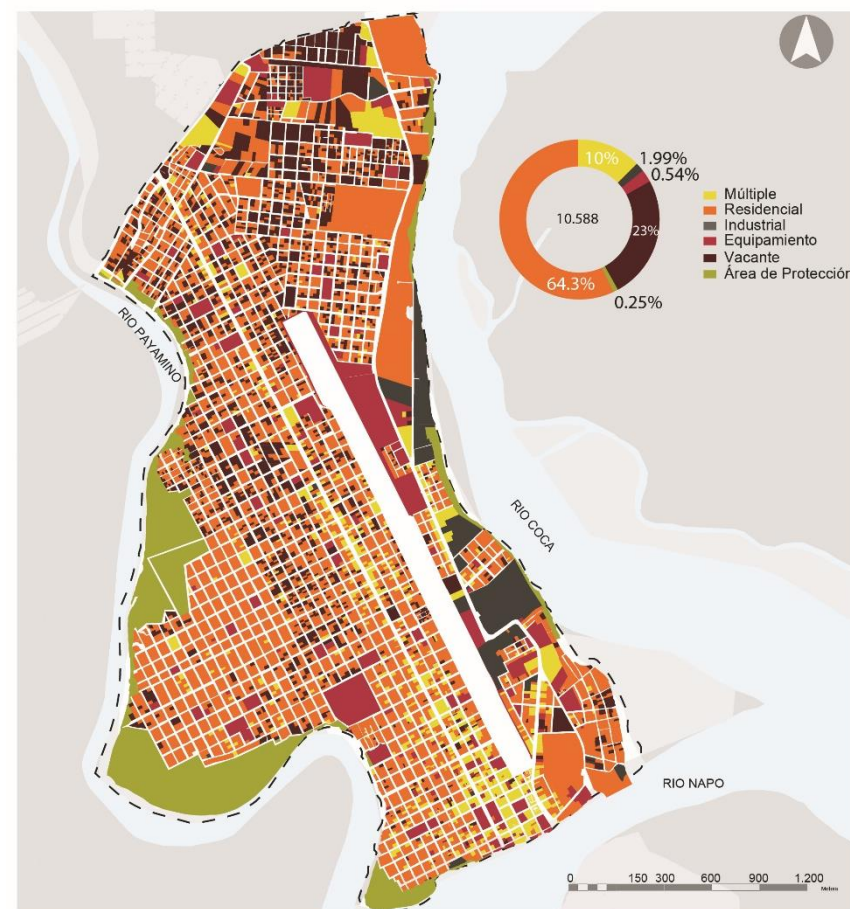 10%
1.99%
0.54%
10.588
23%
64.3%
0.25%
Múltiple
Residencial
Industrial
Equipamiento
Vacante
Área de Protección
RIO PAYAMINO
RIO COCA
RIO NAPO
0 150 300 600 900 1.200
Meters